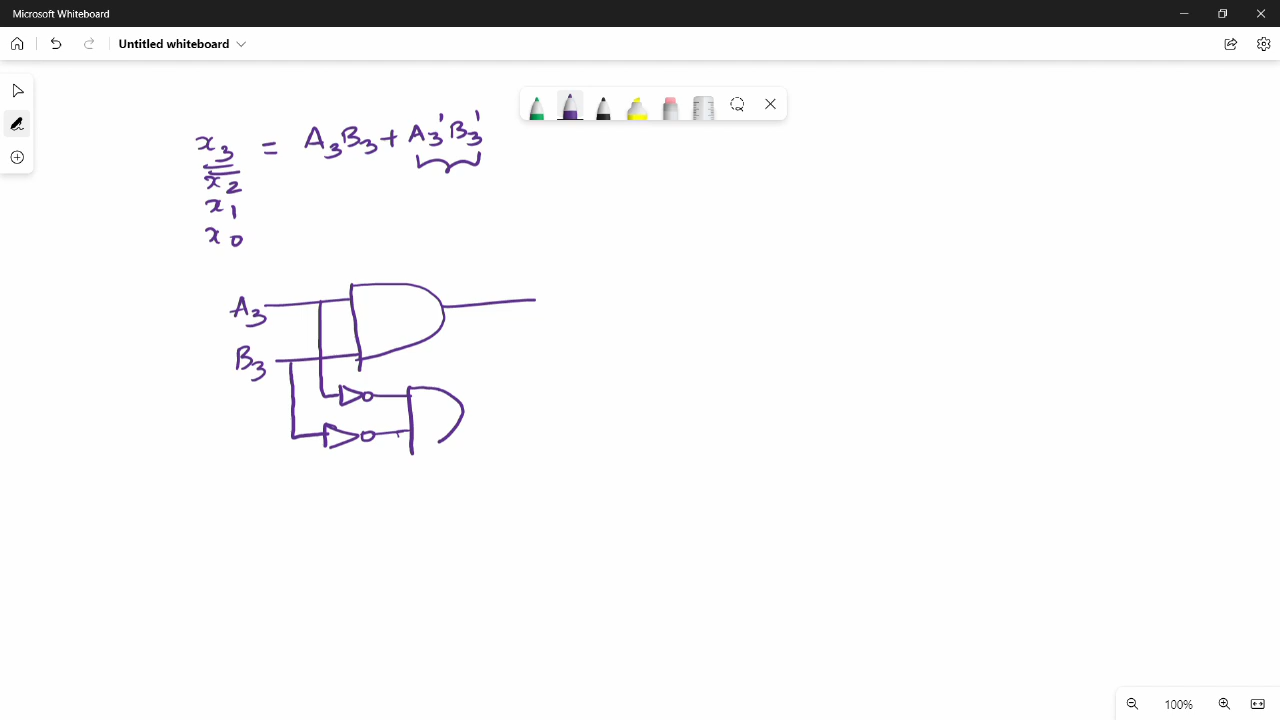 Microsoft Whiteboard
Untitled whiteboard
x₃ = A₃B₃ + A₃'B₃'
x₂
x₁
x₀
A₃
B₃
100%